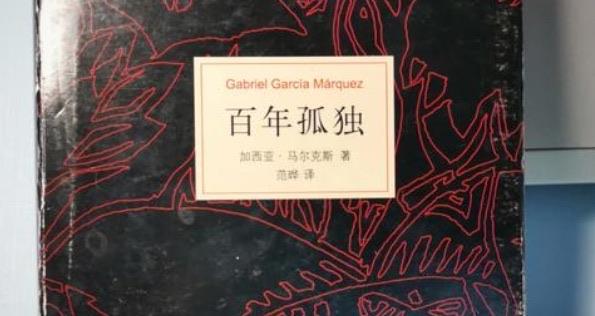 Gabriel García Márquez
百年孤独
加西亚·马尔克斯 著
范晔 译